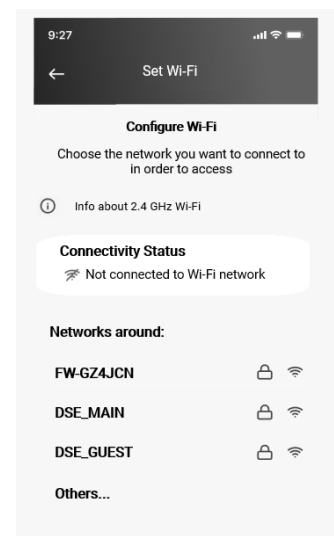 9:27
Set Wi-Fi
Configure Wi-Fi
Choose the network you want to connect to
in order to access
Info about 2.4 GHz Wi-Fi
Connectivity Status
Not connected to Wi-Fi network
Networks around:
FW-GZ4JCN
DSE_MAIN
DSE_GUEST
Others...